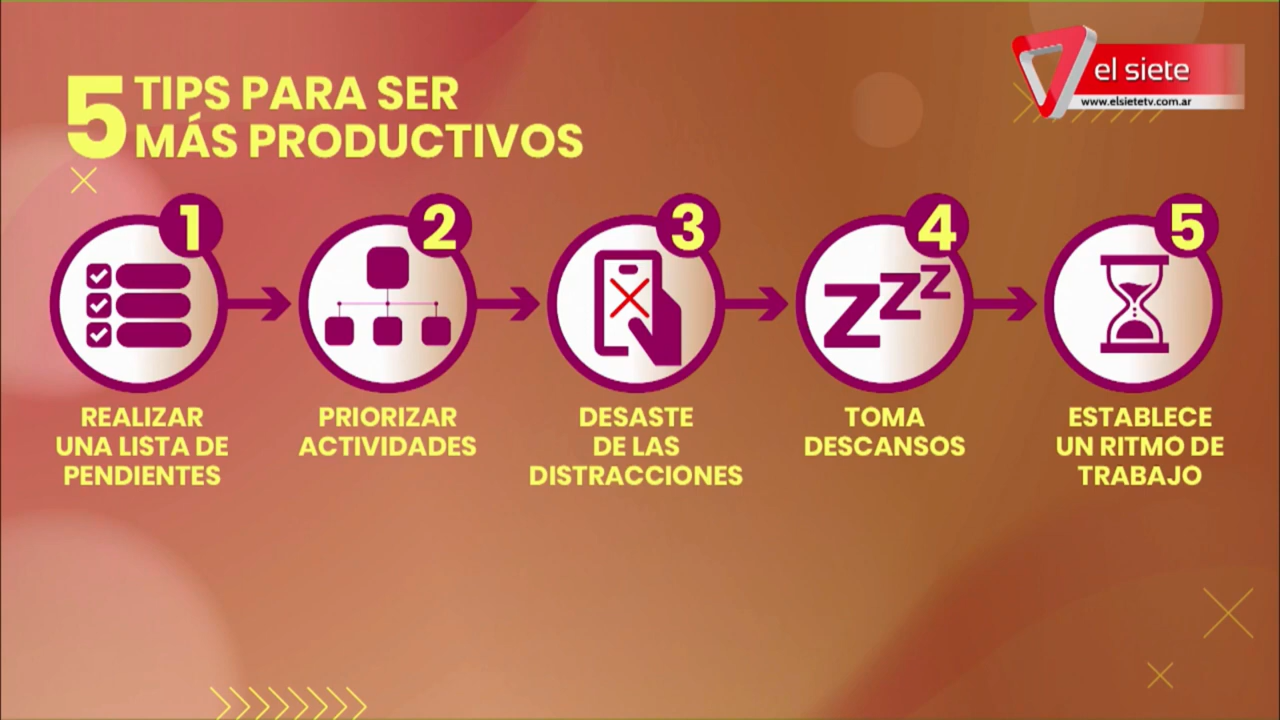 5 TIPS PARA SER
MÁS PRODUCTIVOS
el siete
www.elsietetv.com.ar
1
2
3
4
5
zzz
REALIZAR
UNA LISTA DE
PENDIENTES
PRIORIZAR
ACTIVIDADES
DESASTE
DE LAS
DISTRACCIONES
TOMA
DESCANSOS
ESTABLECE
UN RITMO DE
TRABAJO